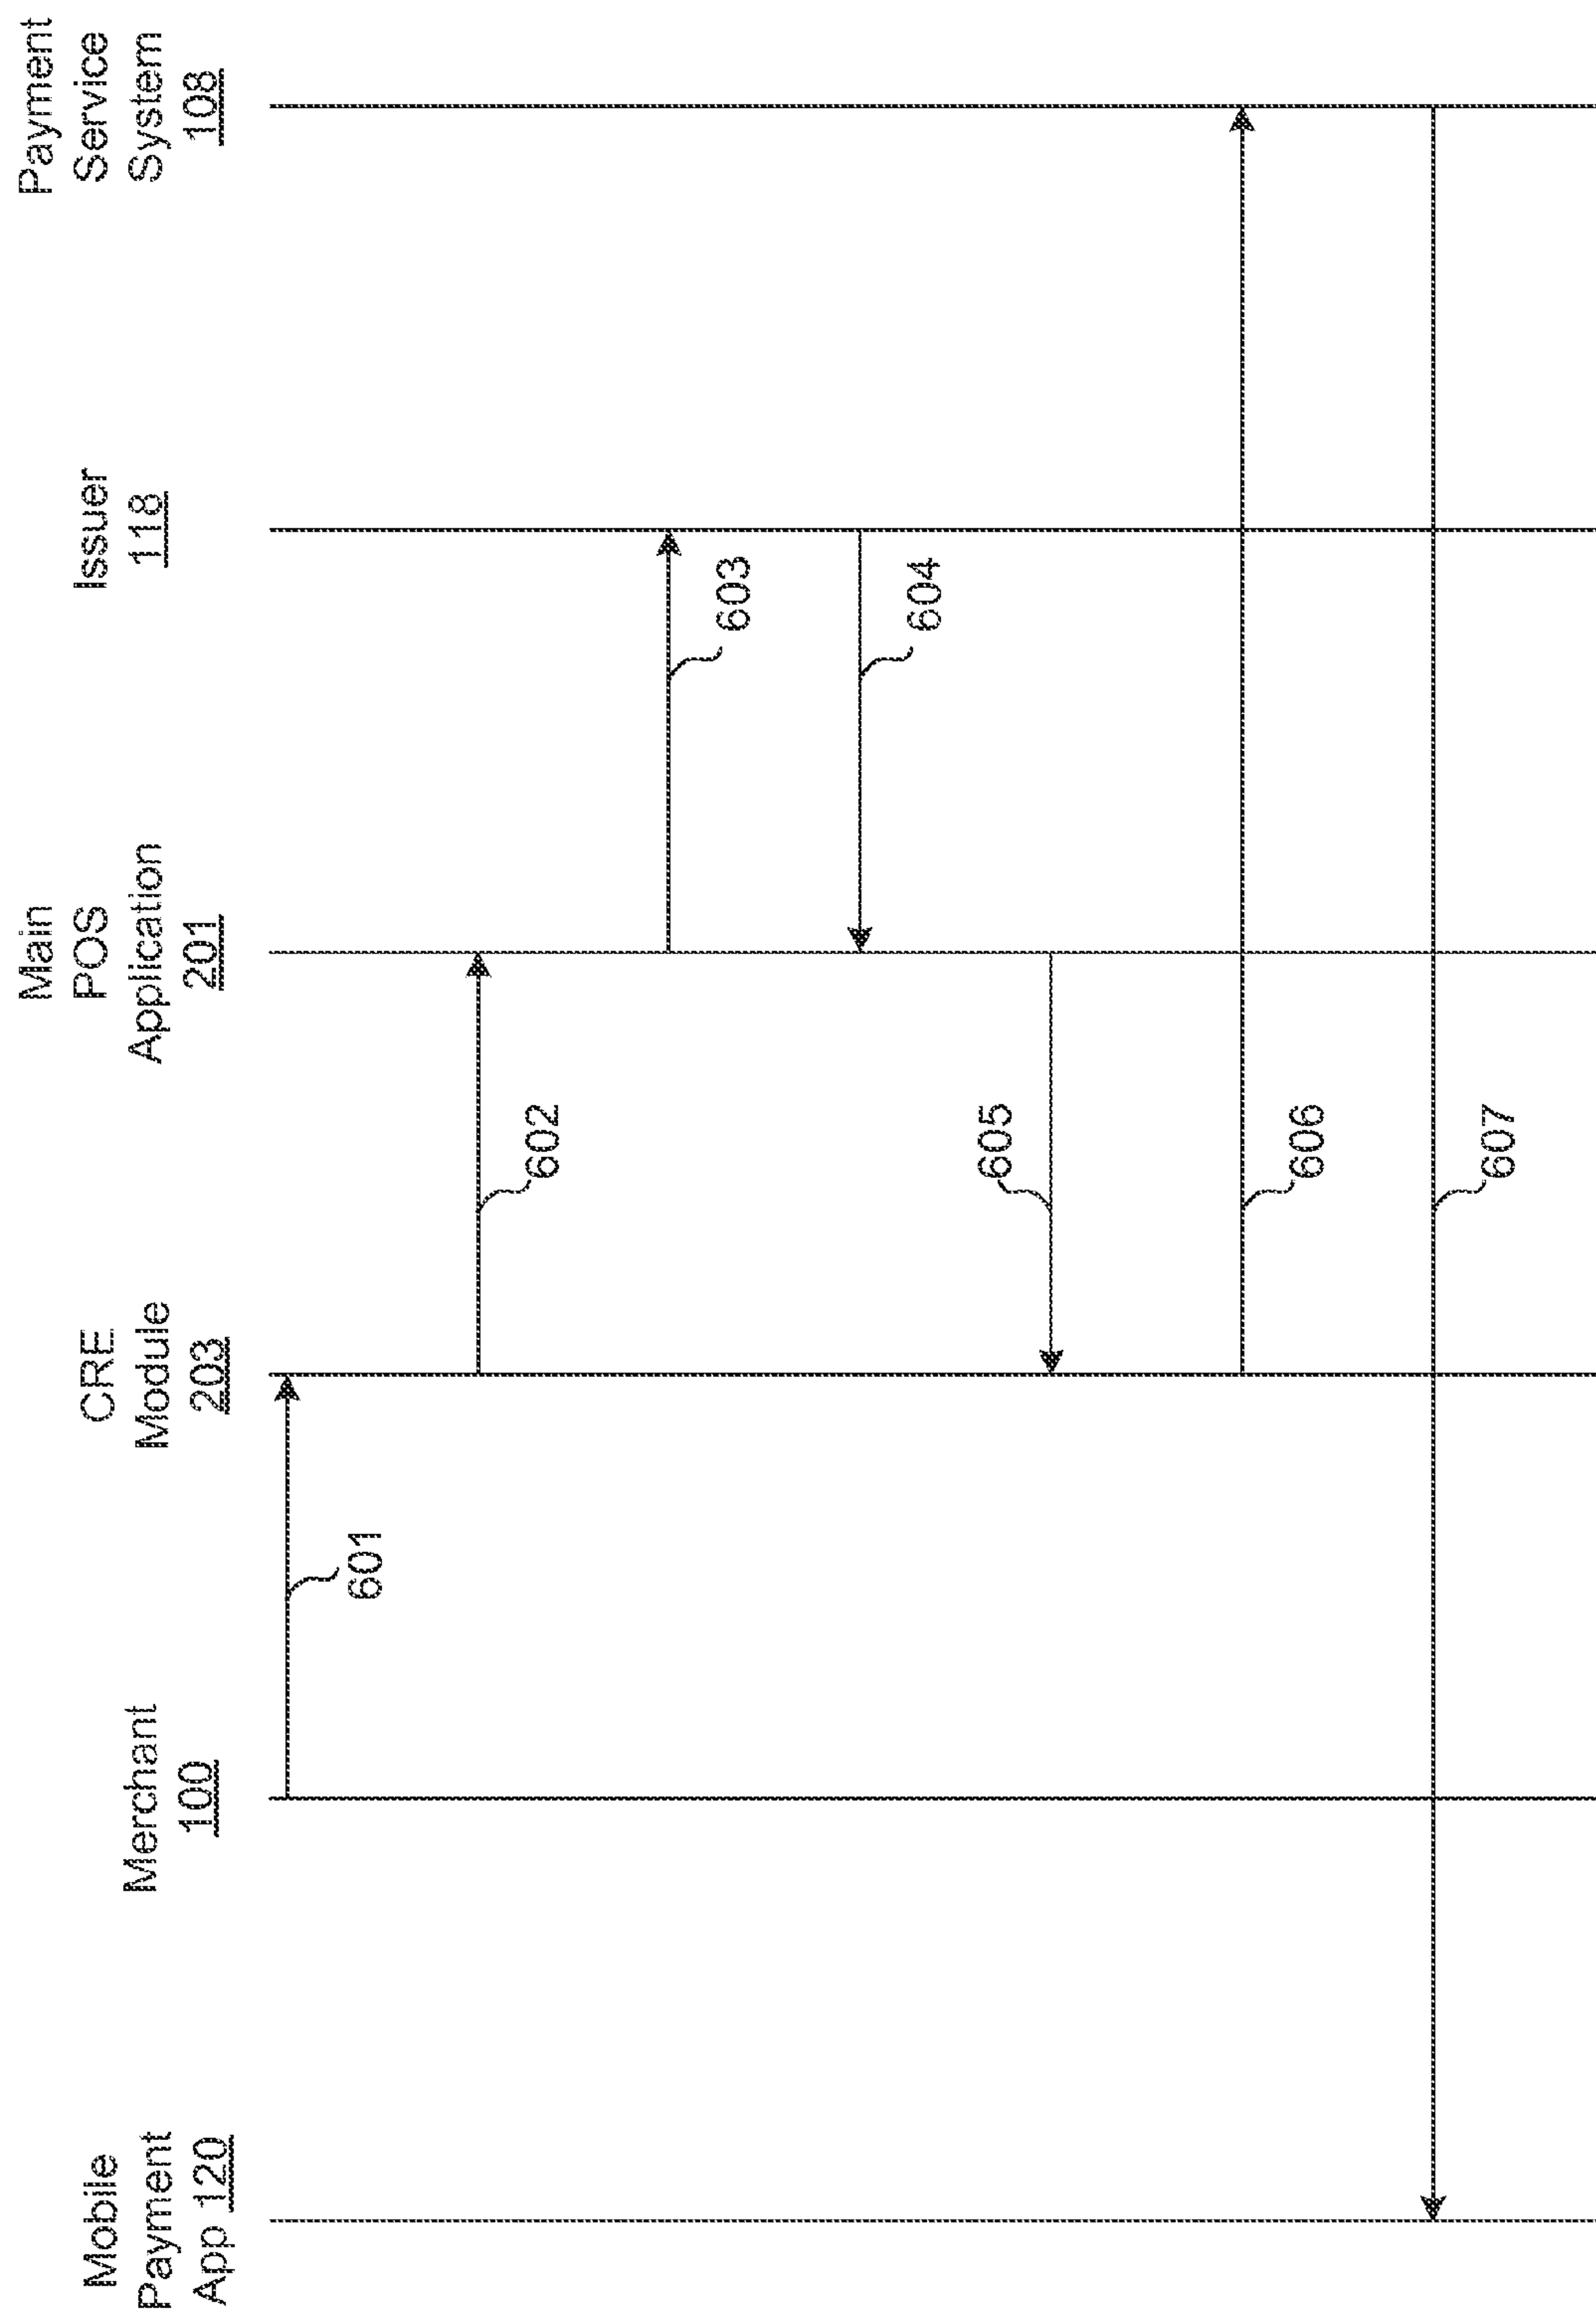 Mobile
Payment
App 120
Merchant
100
CRE
Module
203
Main
POS
Application
201
Issuer
118
Payment
Service
System
108
601
602
603
604
605
606
607